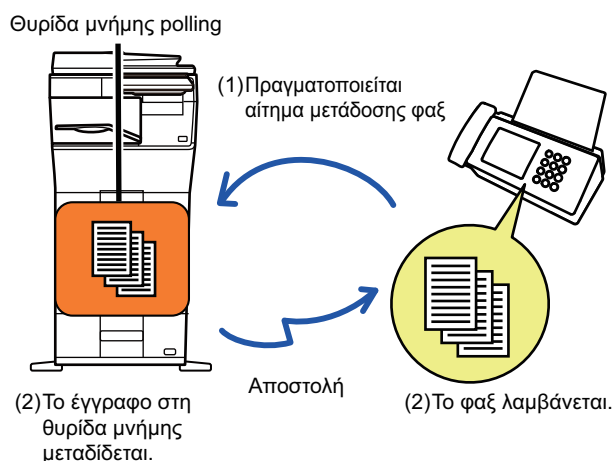 Θυρίδα μνήμης polling
(1)Πραγματοποιείται
αίτημα μετάδοσης φαξ
Αποστολή
(2)Το έγγραφο στη
θυρίδα μνήμης
μεταδίδεται.
(2)Το φαξ λαμβάνεται.